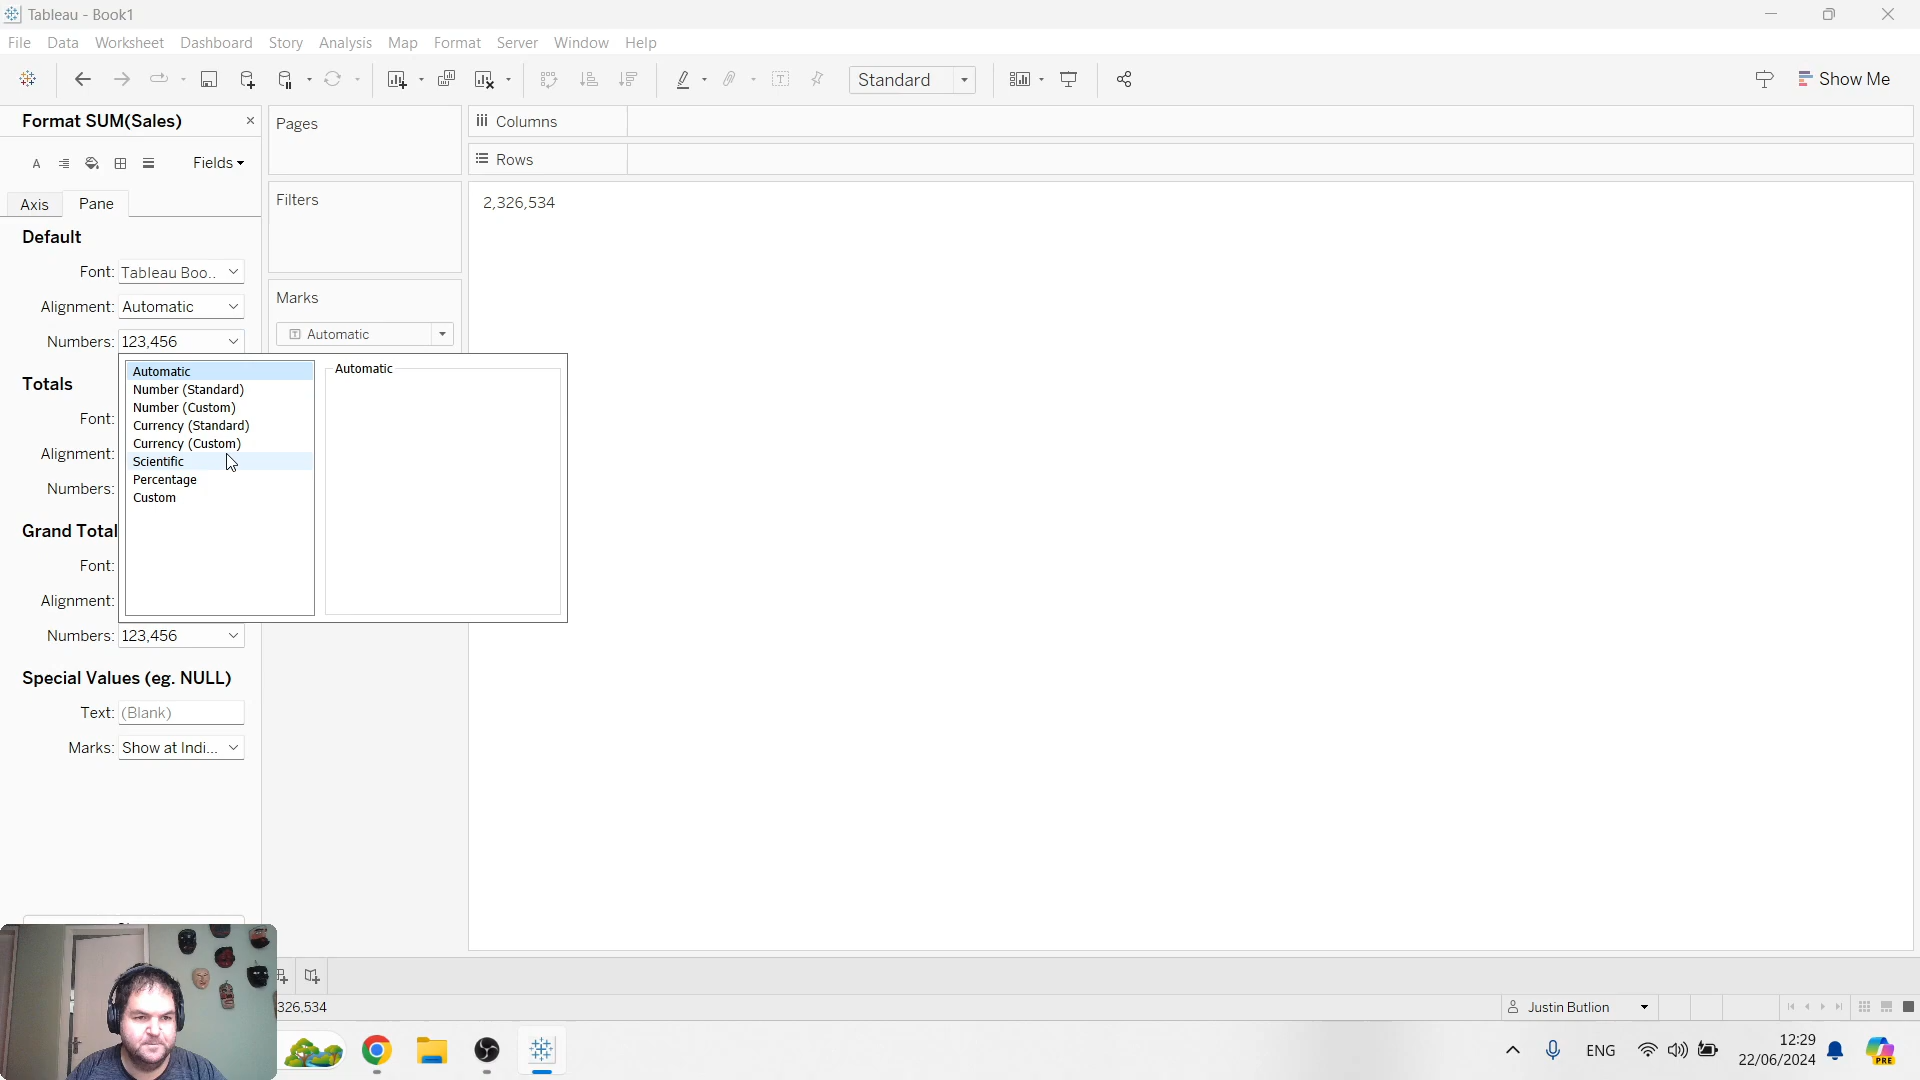 Tableau - Book1
File Data Worksheet Dashboard Story Analysis Map Format Server Window Help
Standard
Show Me
Format SUM(Sales)
Fields
Axis Pane
Default
Font: Tableau Boo..
Alignment: Automatic
Numbers: 123,456
Automatic
Number (Standard)
Number (Custom)
Currency (Standard)
Currency (Custom)
Scientific
Percentage
Custom
Automatic
Totals
Font:
Alignment:
Numbers:
Grand Total
Font:
Alignment:
Numbers: 123,456
Special Values (eg. NULL)
Text: (Blank)
Marks: Show at Indi...
Pages
Filters
Marks
Automatic
Columns
Rows
2,326,534
326,534
Justin Butlion
ENG
12:29
22/06/2024
PRE